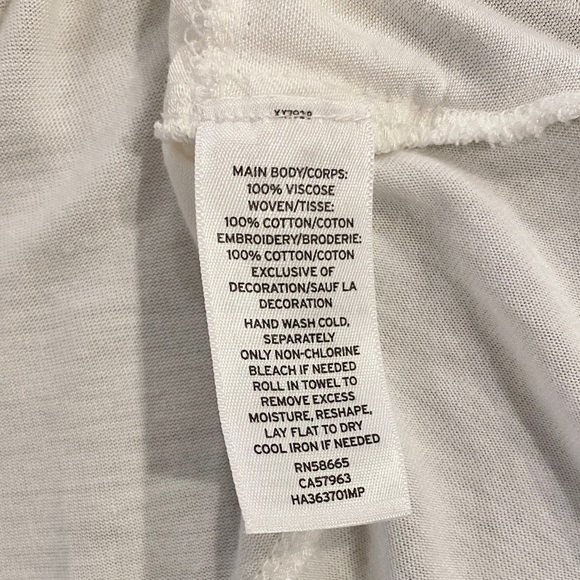 MAIN BODY/CORPS:
100% VISCOSE
WOVEN/TISSE:
100% COTTON/COTON
EMBROIDERY/BRODERIE:
100% COTTON/COTON
EXCLUSIVE OF
DECORATION/SAUF LA
DECORATION
HAND WASH COLD,
SEPARATELY
ONLY NON-CHLORINE
BLEACH IF NEEDED
ROLL IN TOWEL TO
REMOVE EXCESS
MOISTURE, RESHAPE,
LAY FLAT TO DRY
COOL IRON IF NEEDED
RN58665
CA57963
HA363701MP